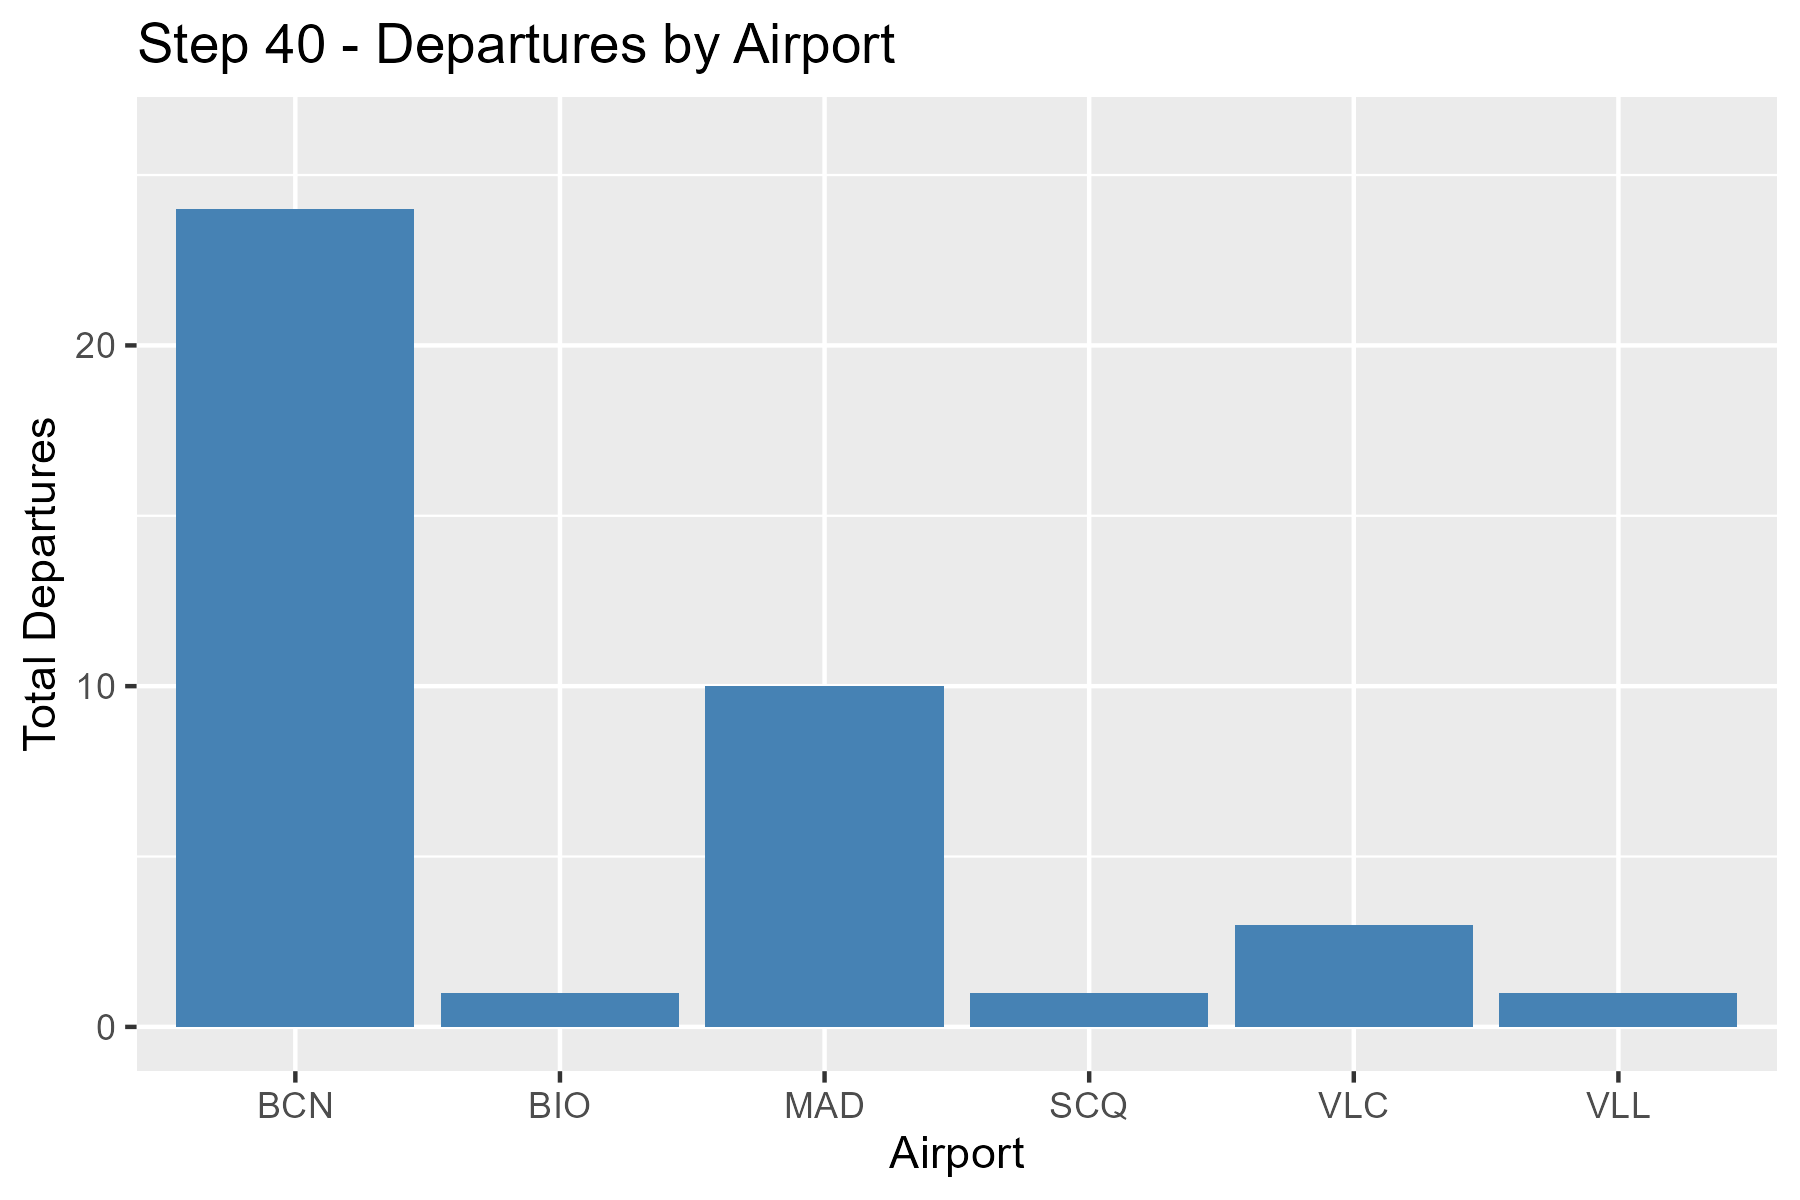 Step 40 - Departures by Airport
Total Departures
20
10
0
BCN BIO MAD SCQ VLC VLL
Airport